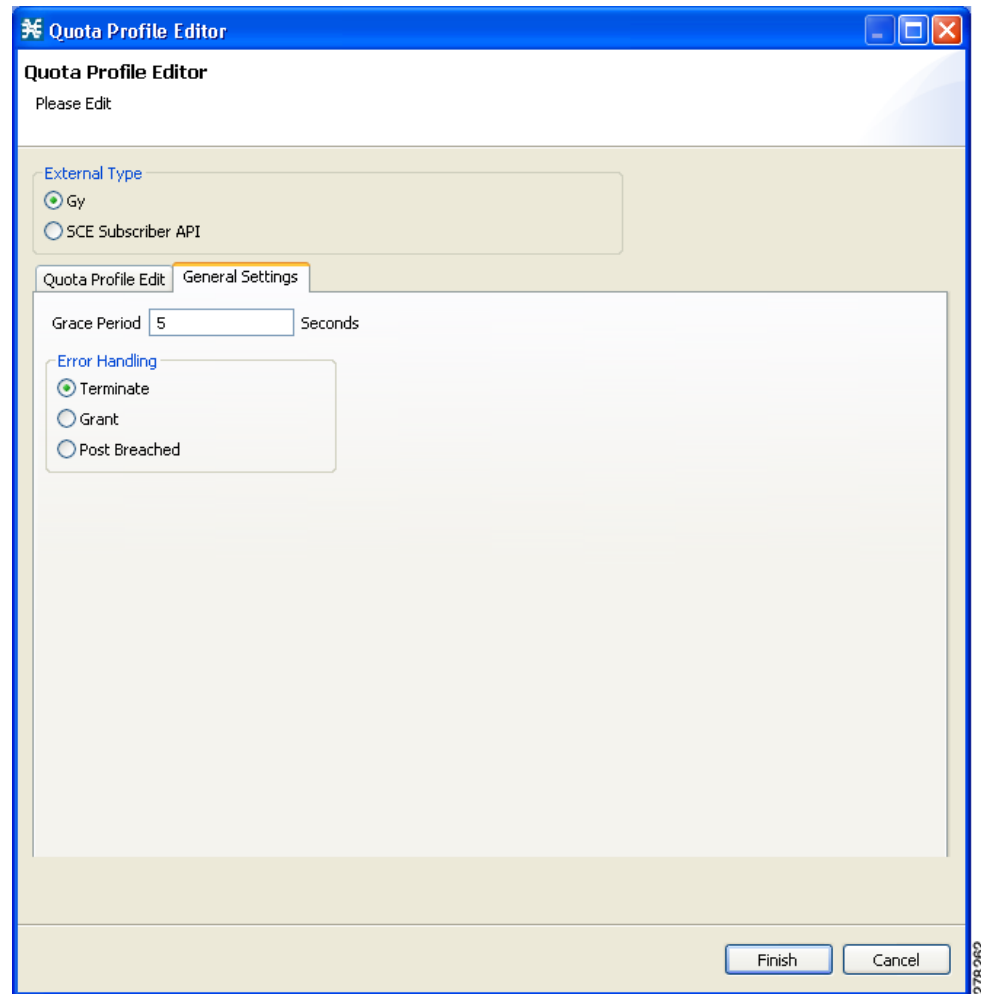 Quota Profile Editor
Quota Profile Editor
Please Edit
External Type
Gy
SCE Subscriber API
Quota Profile Edit General Settings
Grace Period 5 Seconds
Error Handling
Terminate
Grant
Post Breached
Finish Cancel
278262